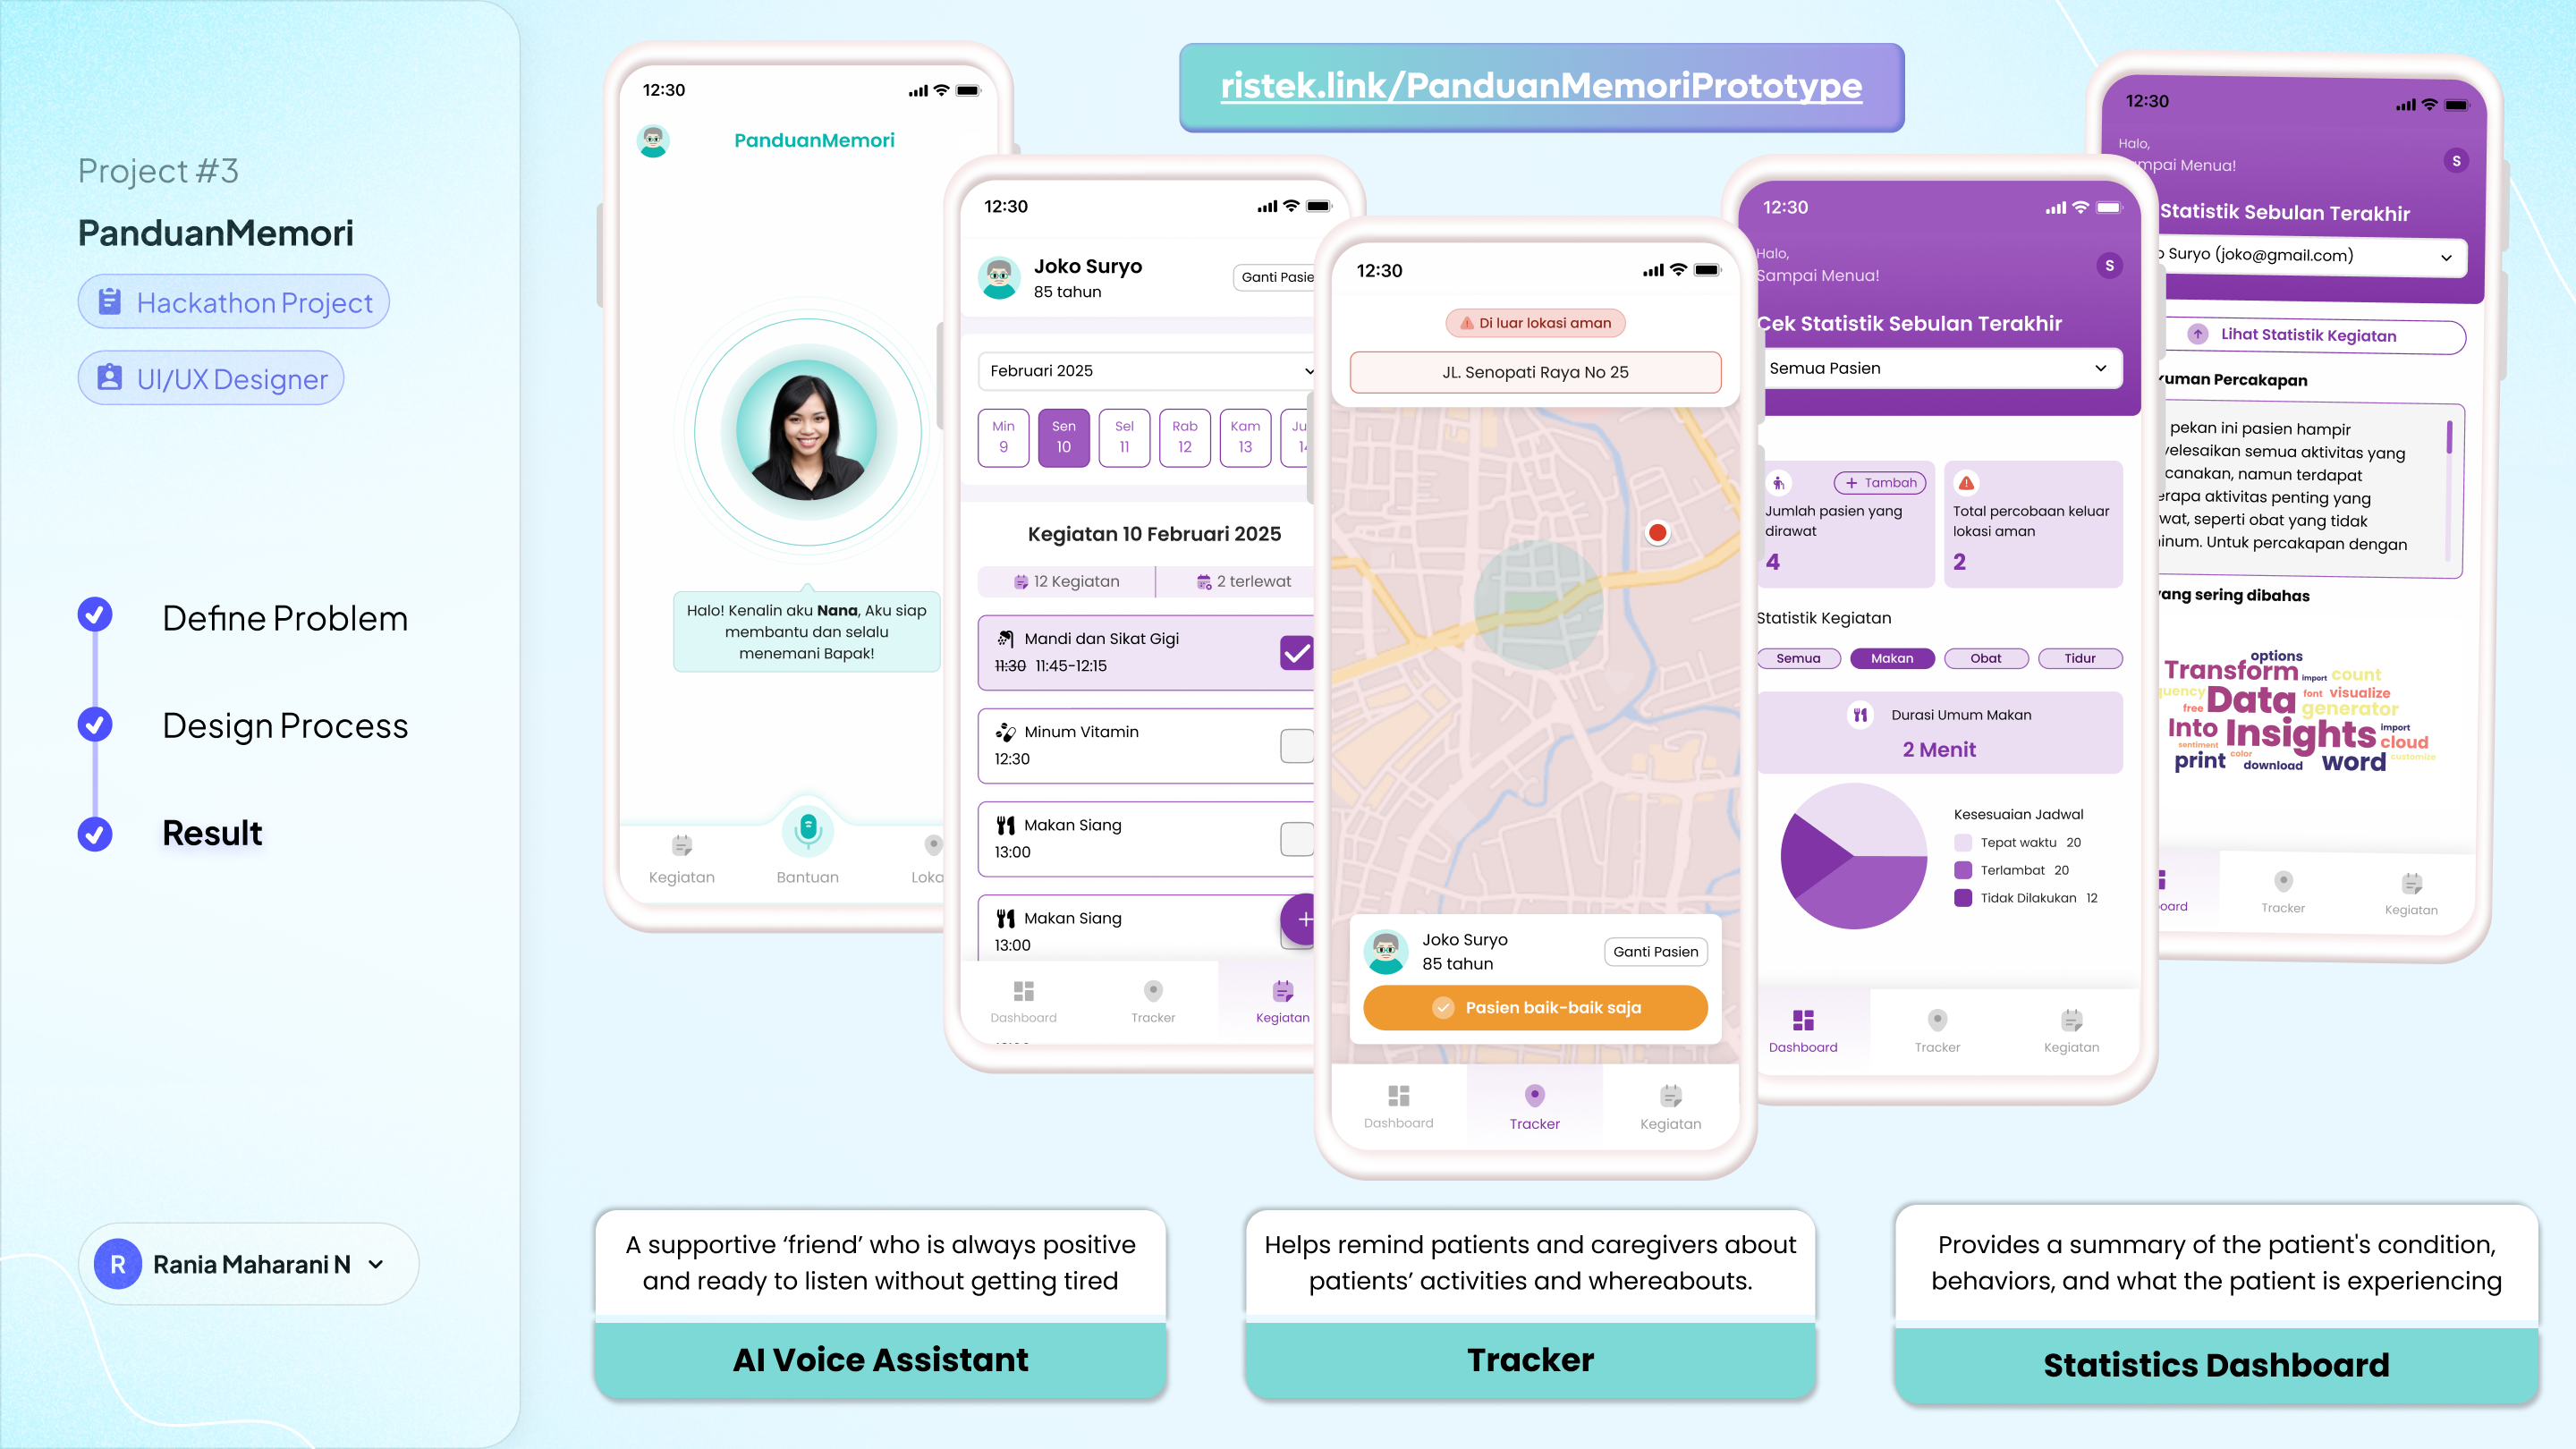 Project #3
PanduanMemori
Hackathon Project
UI/UX Designer
Define Problem
Design Process
Result
R
Rania Maharani N
ristek.link/PanduanMemoriPrototype
12:30
PanduanMemori
Halo! Kenalin aku Nana, Aku siap
membantu dan selalu
menemani Bapak!
Kegiatan
Bantuan
Loka
12:30
Joko Suryo
85 tahun
Ganti Pasie
Februari 2025
Min
9
Sen
10
Sel
11
Rab
12
Kam
13
Ju
14
Kegiatan 10 Februari 2025
12 Kegiatan
2 terlewat
Mandi dan Sikat Gigi
11:30 11:45-12:15
Minum Vitamin
12:30
Makan Siang
13:00
Makan Siang
13:00
Dashboard
Tracker
Kegiatan
12:30
Di luar lokasi aman
JL. Senopati Raya No 25
Joko Suryo
85 tahun
Ganti Pasien
Pasien baik-baik saja
Dashboard
Tracker
Kegiatan
12:30
Halo,
Sampai Menua!
S
Cek Statistik Sebulan Terakhir
Semua Pasien
+ Tambah
Jumlah pasien yang
dirawat
4
Total percobaan keluar
lokasi aman
2
Statistik Kegiatan
Semua
Makan
Obat
Tidur
Durasi Umum Makan
2 Menit
Kesesuaian Jadwal
Tepat waktu 20
Terlambat 20
Tidak Dilakukan 12
Dashboard
Tracker
Kegiatan
12:30
Halo,
ampai Menua!
S
Statistik Sebulan Terakhir
o Suryo (joko@gmail.com)
Lihat Statistik Kegiatan
kuman Percakapan
pekan ini pasien hampir
yelesaikan semua aktivitas yang
canakan, namun terdapat
erapa aktivitas penting yang
wat, seperti obat yang tidak
inum. Untuk percakapan dengan
yang sering dibahas
options
Transform import count
quency Data font visualize
free generator
Into Insights import
sentiment cloud
print color download word customize
oard
Tracker
Kegiatan
A supportive ‘friend’ who is always positive
and ready to listen without getting tired
AI Voice Assistant
Helps remind patients and caregivers about
patients’ activities and whereabouts.
Tracker
Provides a summary of the patient's condition,
behaviors, and what the patient is experiencing
Statistics Dashboard